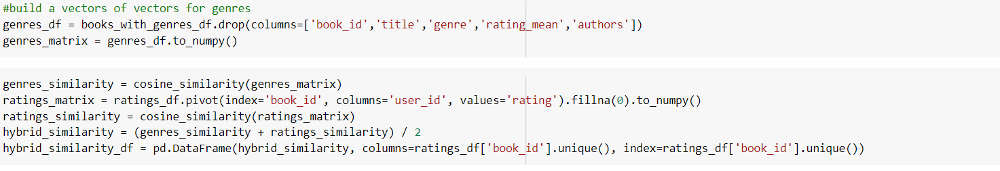 #build a vectors of vectors for genres
genres_df = books_with_genres_df.drop(columns=['book_id','title','genre','rating_mean','authors'])
genres_matrix = genres_df.to_numpy()
genres_similarity = cosine_similarity(genres_matrix)
ratings_matrix = ratings_df.pivot(index='book_id', columns='user_id', values='rating').fillna(0).to_numpy()
ratings_similarity = cosine_similarity(ratings_matrix)
hybrid_similarity = (genres_similarity + ratings_similarity) / 2
hybrid_similarity_df = pd.DataFrame(hybrid_similarity, columns=ratings_df['book_id'].unique(), index=ratings_df['book_id'].unique())